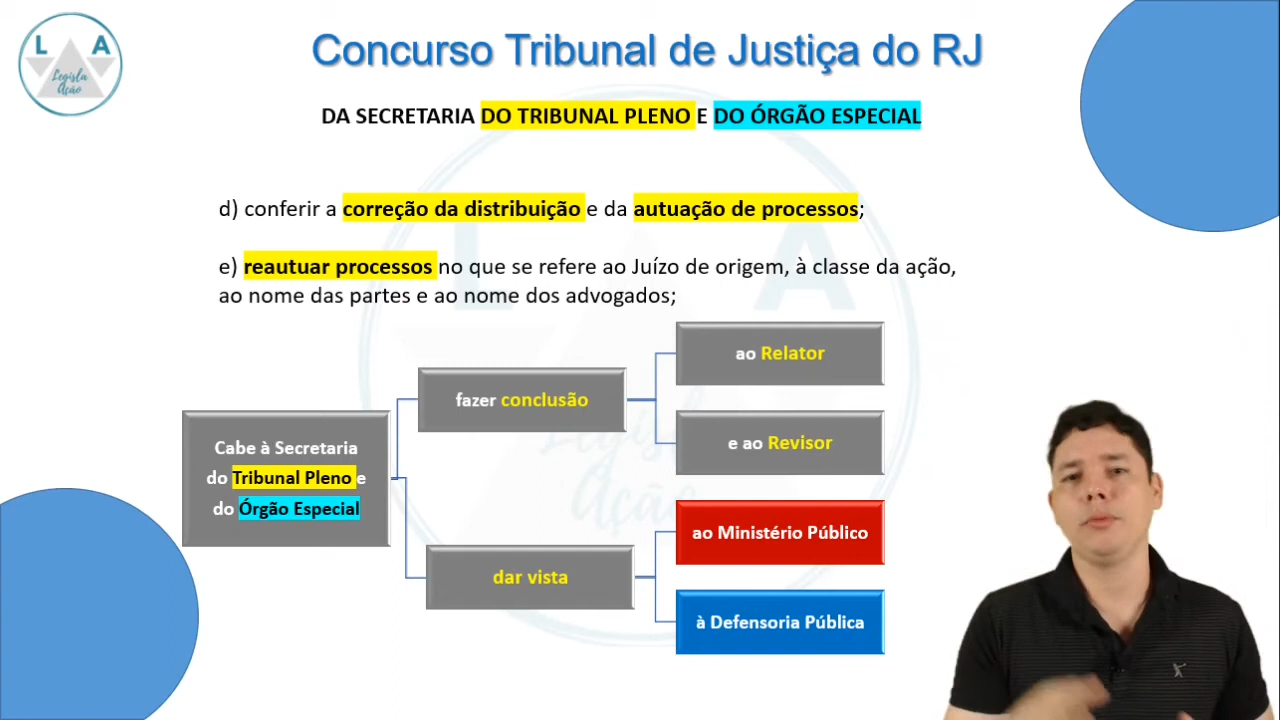 L A
Legisla
Ação
Concurso Tribunal de Justiça do RJ
DA SECRETARIA DO TRIBUNAL PLENO E DO ÓRGÃO ESPECIAL
d) conferir a correção da distribuição e da autuação de processos;
e) reautuar processos no que se refere ao Juízo de origem, à classe da ação,
ao nome das partes e ao nome dos advogados;
Cabe à Secretaria
do Tribunal Pleno e
do Órgão Especial
fazer conclusão
ao Relator
e ao Revisor
dar vista
ao Ministério Público
à Defensoria Pública
L A
Legisla
Ação